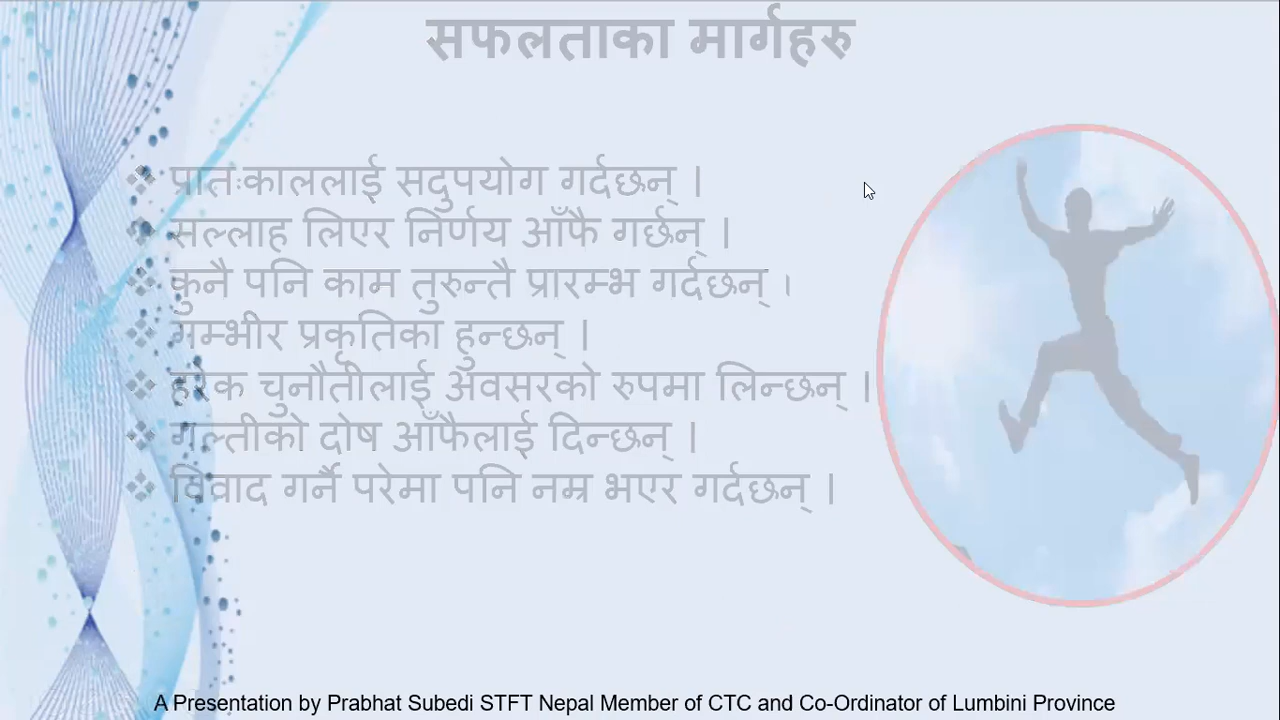 सफलताका मार्गहरु
❖ प्रातःकाललाई सदुपयोग गर्दछन् ।
❖ सल्लाह लिएर निर्णय आँफै गर्छन् ।
❖ कुनै पनि काम तुरुन्तै प्रारम्भ गर्दछन् ।
❖ गम्भीर प्रकृतिका हुन्छन् ।
❖ हरेक चुनौतीलाई अवसरको रुपमा लिन्छन् ।
❖ गल्तीको दोष आँफैलाई दिन्छन् ।
❖ विवाद गर्नै परेमा पनि नम्र भएर गर्दछन् ।
A Presentation by Prabhat Subedi STFT Nepal Member of CTC and Co-Ordinator of Lumbini Province